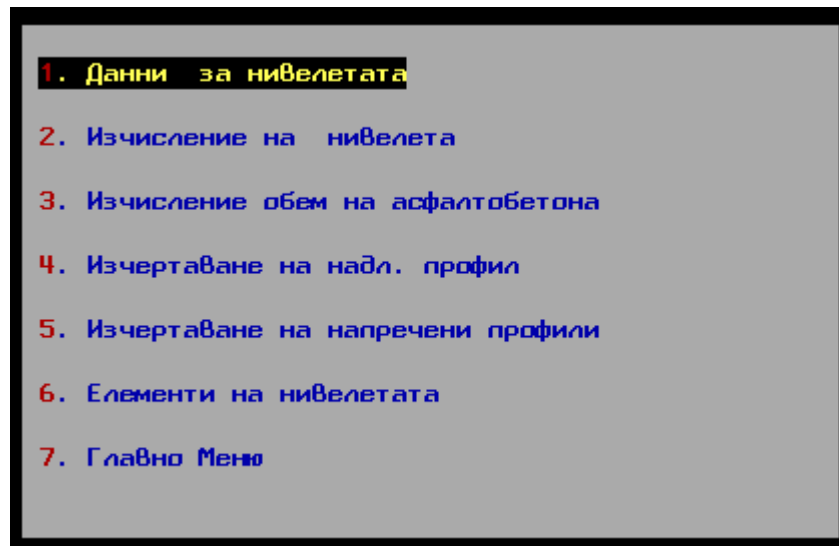 1. Данни  за нивелетата
2. Изчисление на  нивелета
3. Изчисление обем на асфалтобетона
4. Изчертаване на надл. профил
5. Изчертаване на напречени профили
6. Елементи на нивелетата
7. Главно Меню